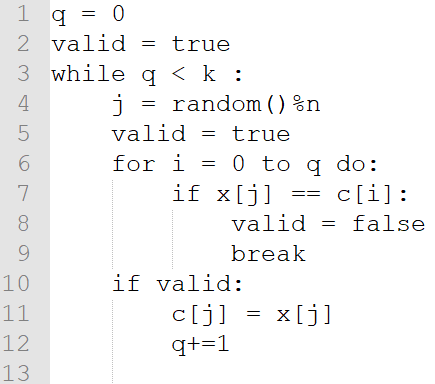 1 q = 0
2 valid = true
3 while q < k :
4     j = random()%n
5     valid = true
6     for i = 0 to q do:
7         if x[j] == c[i]:
8             valid = false
9             break
10     if valid:
11         c[j] = x[j]
12         q+=1
13